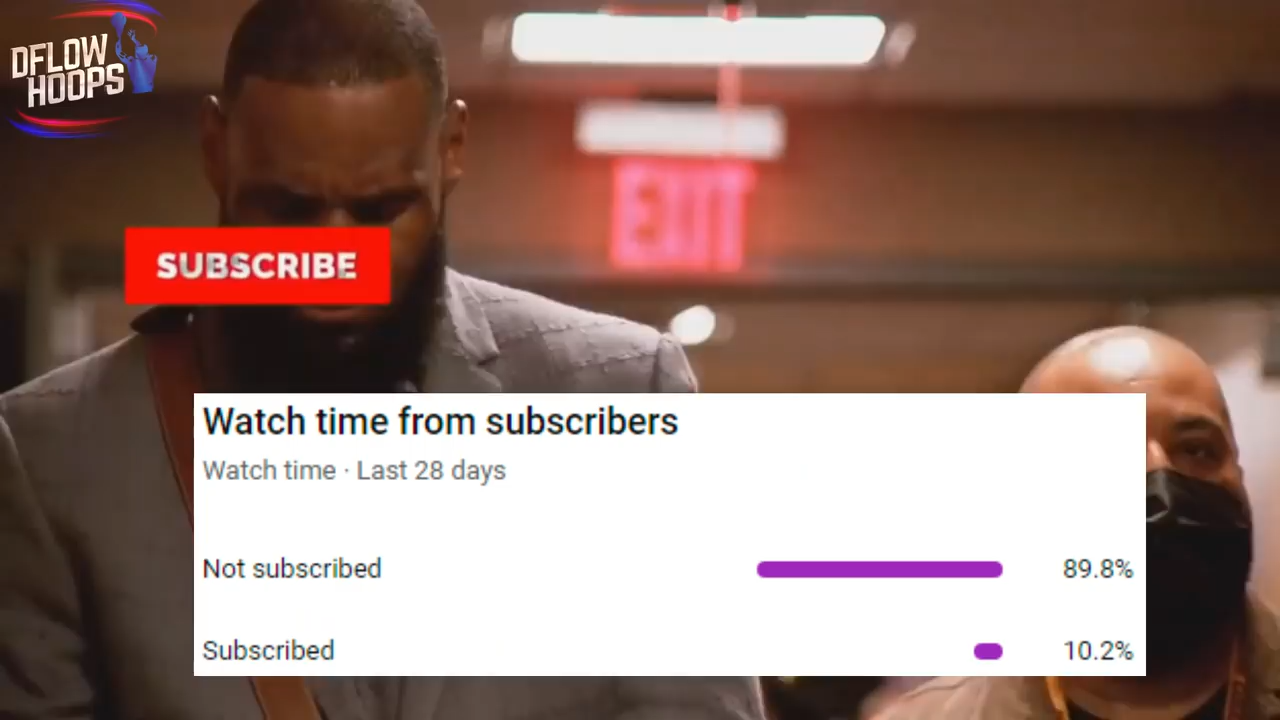 DFLOW
HOOPS
EXIT
SUBSCRIBE
Watch time from subscribers
Watch time · Last 28 days
Not subscribed 89.8%
Subscribed 10.2%